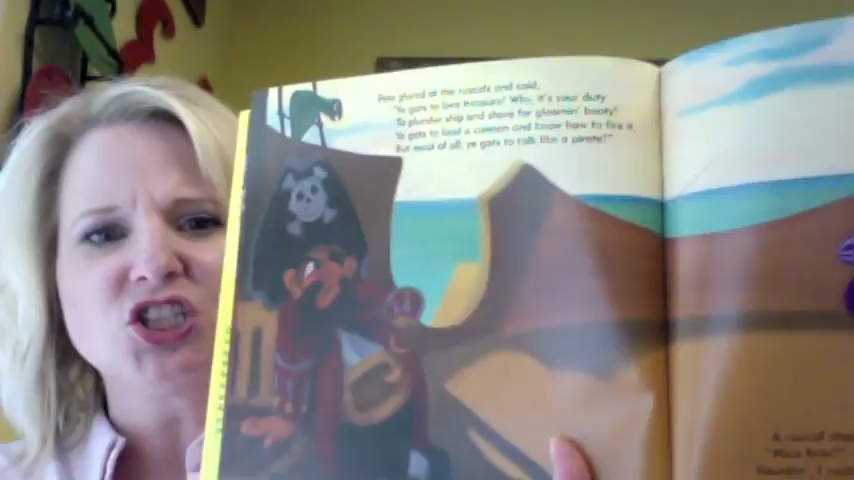 Pete glared at the rascals and said,
"Ye gots to love treasure! Why, it's your duty
To plunder ship and shore for gleamin' booty!
Ye gots to load a cannon and know how to fire it,
But most of all, ye gots to talk like a pirate!"
A rascal